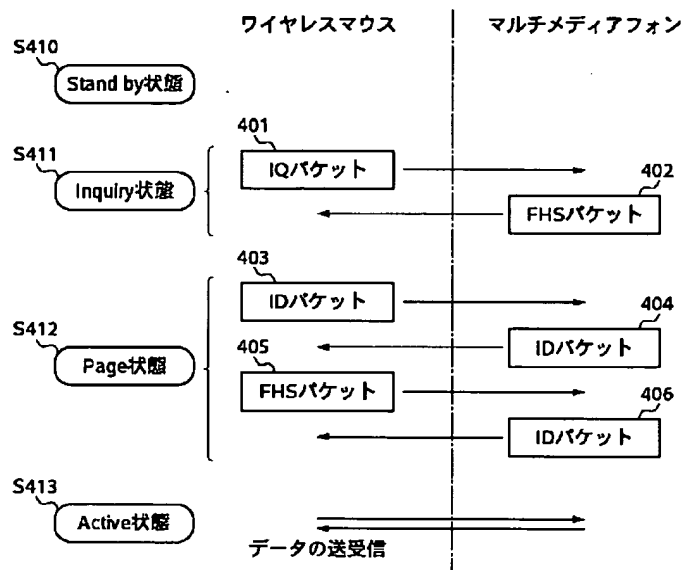 ワイヤレスマウス
マルチメディアフォン
S410
Stand by状態
S411
Inquiry状態
401
IQパケット
402
FHSパケット
403
IDパケット
S412
Page状態
404
IDパケット
405
FHSパケット
406
IDパケット
S413
Active状態
データの送受信